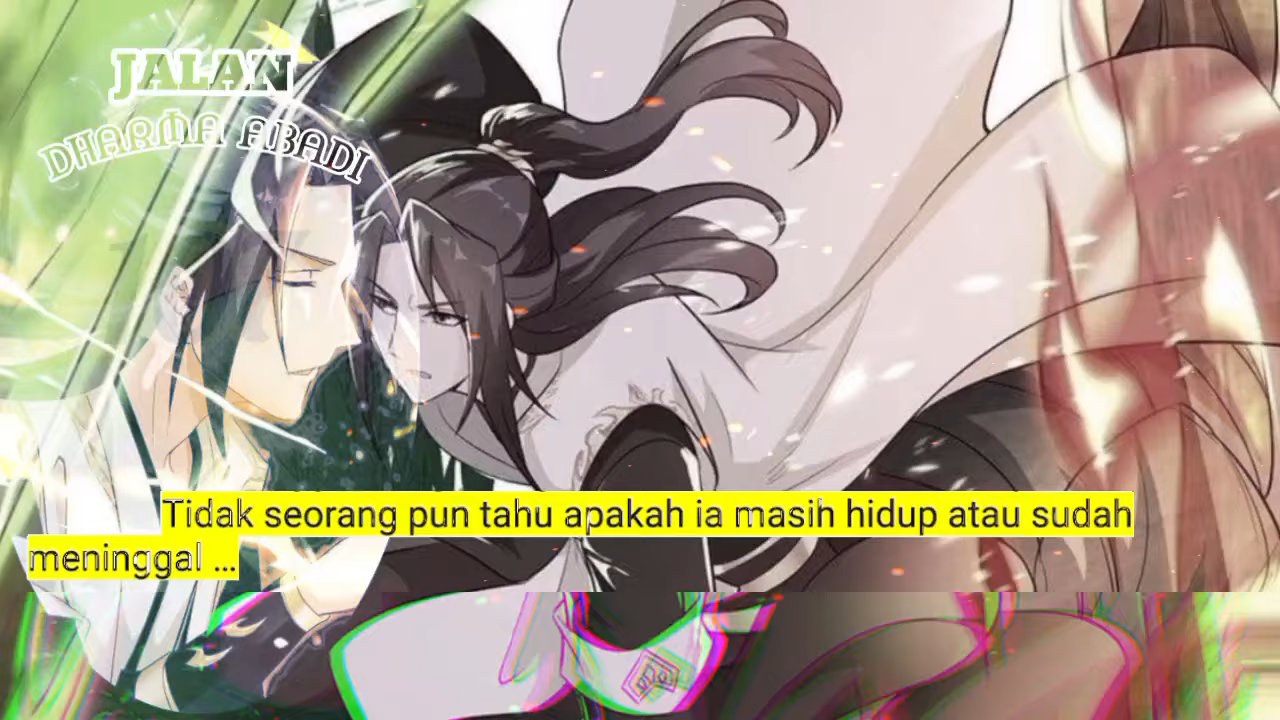 JALAN
DHARMA ABADI
Tidak seorang pun tahu apakah ia masih hidup atau sudah
meninggal ...